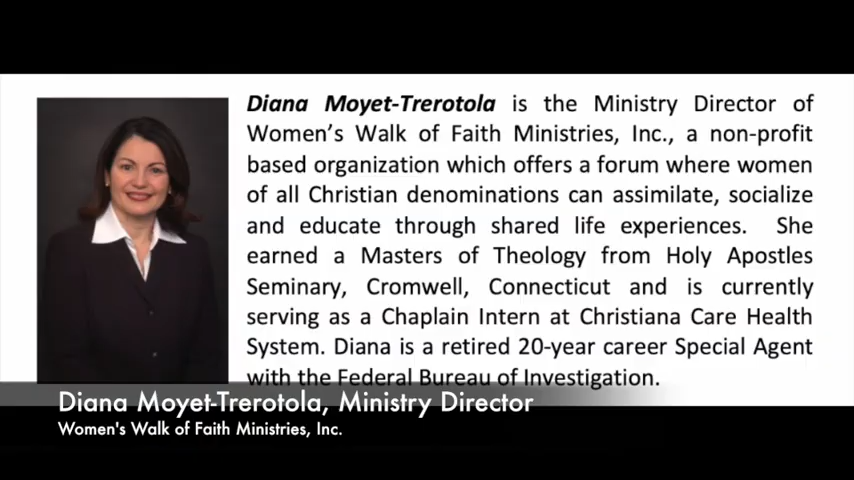 Diana Moyet-Trerotola is the Ministry Director of
Women's Walk of Faith Ministries, Inc., a non-profit
based organization which offers a forum where women
of all Christian denominations can assimilate, socialize
and educate through shared life experiences. She
earned a Masters of Theology from Holy Apostles
Seminary, Cromwell, Connecticut and is currently
serving as a Chaplain Intern at Christiana Care Health
System. Diana is a retired 20-year career Special Agent
with the Federal Bureau of Investigation.
Diana Moyet-Trerotola, Ministry Director
Women's Walk of Faith Ministries, Inc.